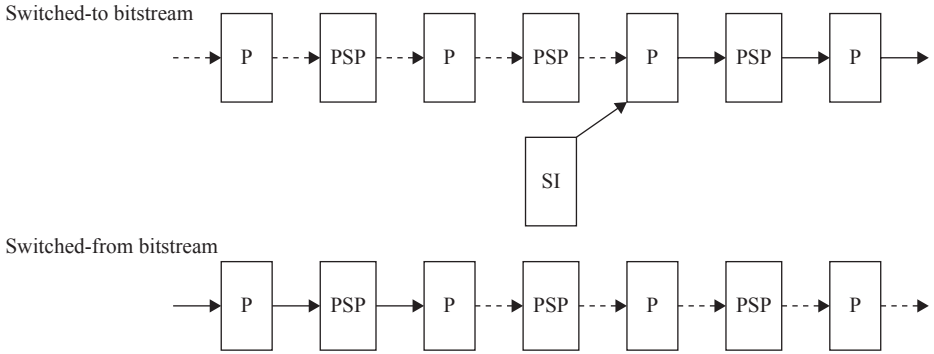 Switched-to bitstream
P PSP P PSP P PSP P
SI
Switched-from bitstream
P PSP P PSP P PSP P